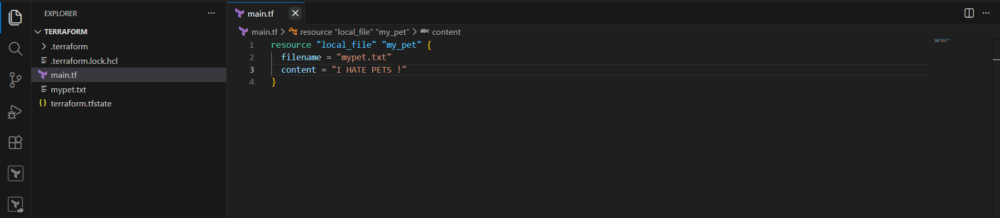 EXPLORER
TERRAFORM
.terraform
.terraform.lock.hcl
main.tf
mypet.txt
terraform.tfstate
main.tf
main.tf > resource "local_file" "my_pet" > abc content
1 resource "local_file" "my_pet" {
2 filename = "mypet.txt"
3 content = "I HATE PETS !"
4 }